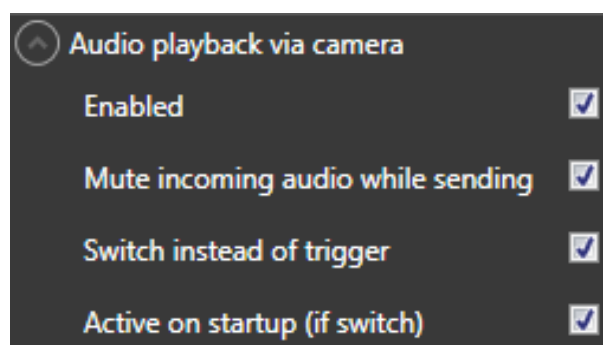 Audio playback via camera
Enabled
Mute incoming audio while sending
Switch instead of trigger
Active on startup (if switch)